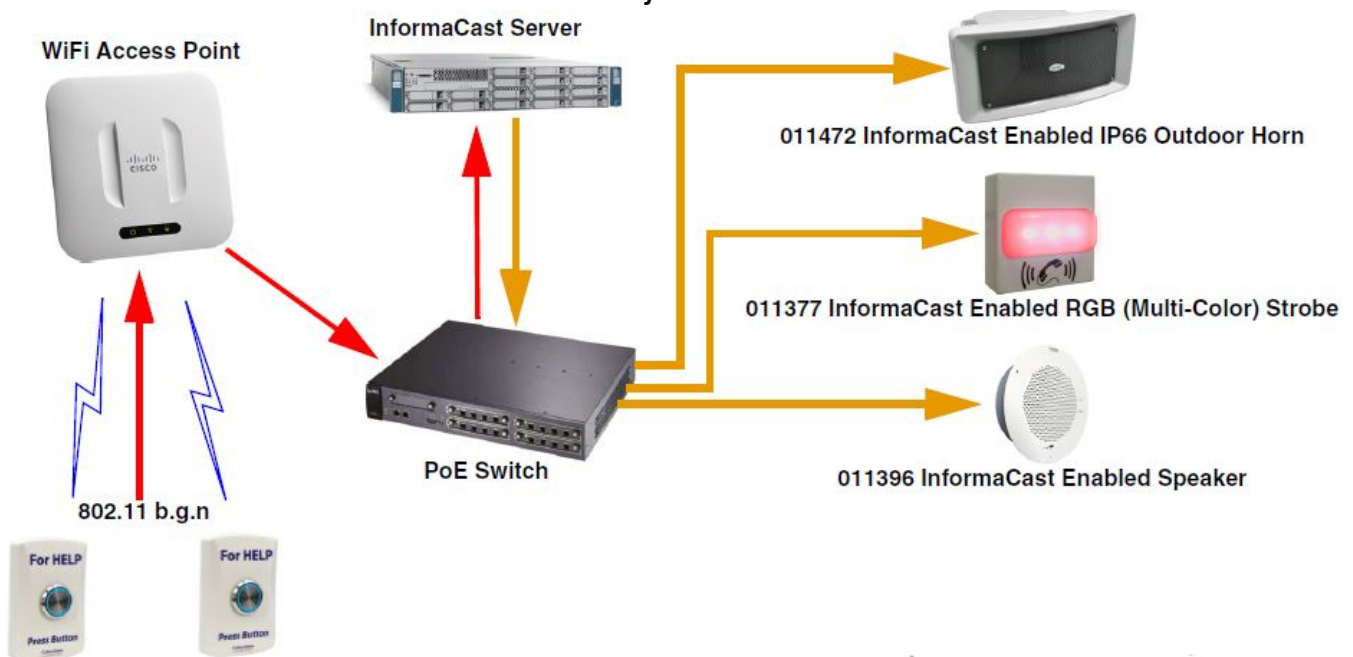 InformaCast Server
WiFi Access Point
CISCO
011472 InformaCast Enabled IP66 Outdoor Horn
011377 InformaCast Enabled RGB (Multi-Color) Strobe
PoE Switch
011396 InformaCast Enabled Speaker
802.11 b.g.n
For HELP
Press Button
For HELP
Press Button